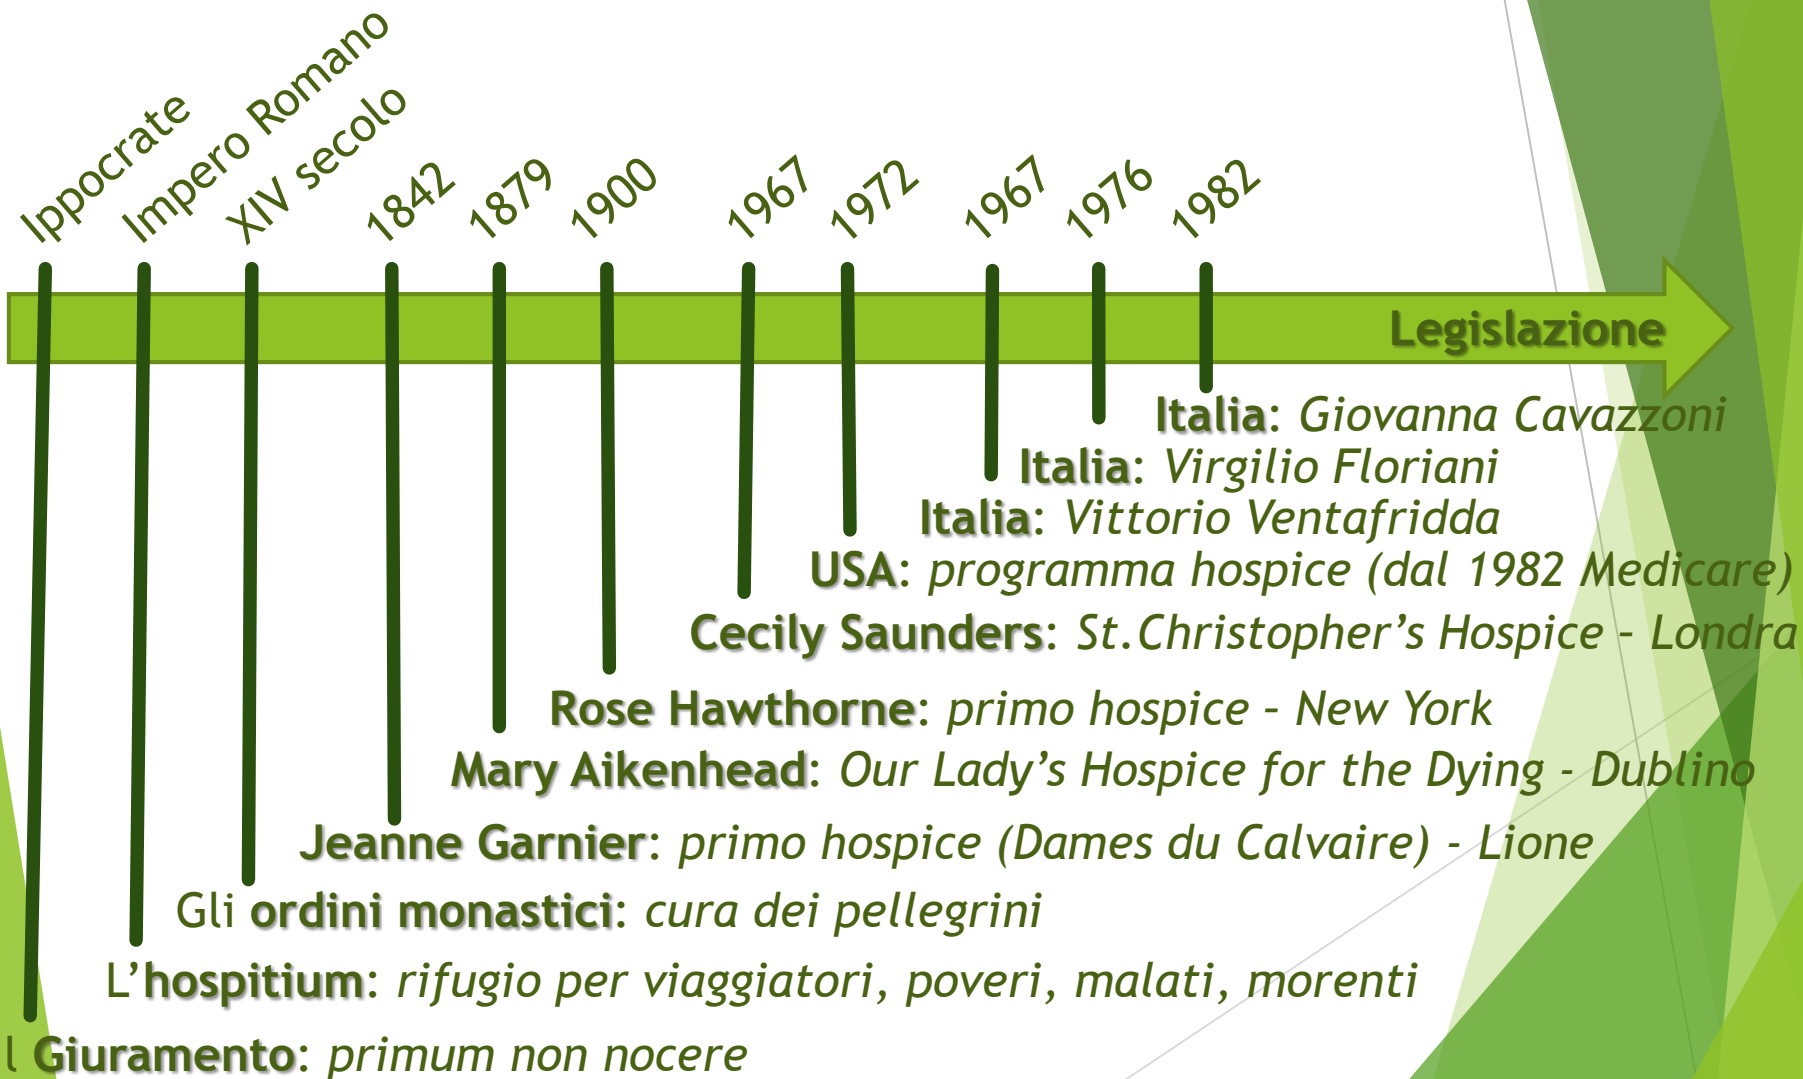 Ippocrate
Impero Romano
XIV secolo
1842
1879
1900
1967
1972
1967
1976
1982
Legislazione
Italia: Giovanna Cavazzoni
Italia: Virgilio Floriani
Italia: Vittorio Ventafridda
USA: programma hospice (dal 1982 Medicare)
Cecily Saunders: St.Christopher’s Hospice – Londra
Rose Hawthorne: primo hospice – New York
Mary Aikenhead: Our Lady’s Hospice for the Dying - Dublino
Jeanne Garnier: primo hospice (Dames du Calvaire) - Lione
Gli ordini monastici: cura dei pellegrini
L’hospitium: rifugio per viaggiatori, poveri, malati, morenti
l Giuramento: primum non nocere